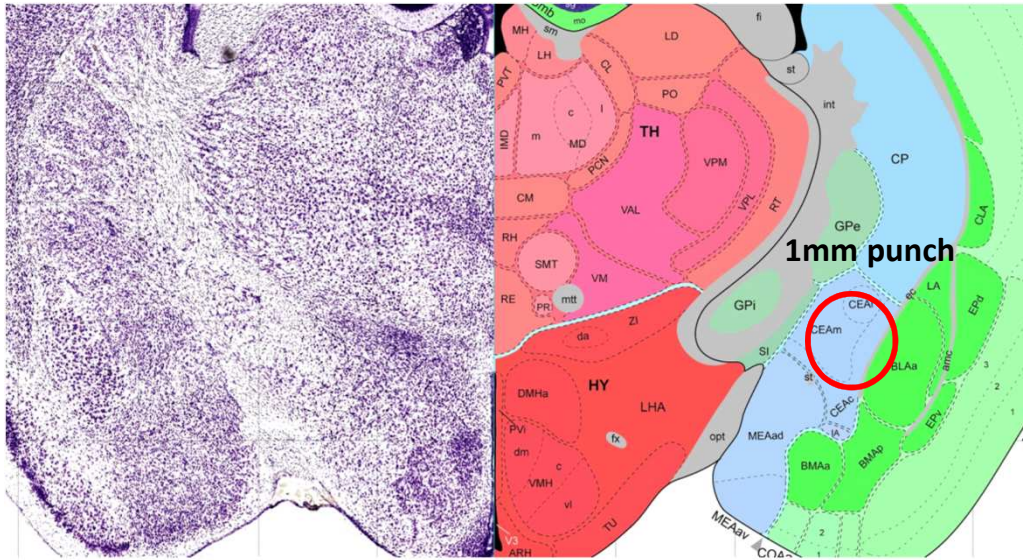 mo
sm
fi
MH
LH
LD
PVT
CL
st
PO
int
c
l
TH
m
MD
IMD
PCN
VPM
CP
CM
VAL
VPL
RT
CLA
RH
GPe
SMT
VM
1mm punch
RE
PR
mtt
GPi
ec
LA
EPd
ZI
CEAl
CEAm
da
SI
BLAa
amc
HY
st
3
DMHa
LHA
2
CEAc
1
PVi
fx
opt
MEAad
IA
EPv
dm
c
BMAa
BMAp
VMH
vl
TU
2
V3
MEAav
ARH